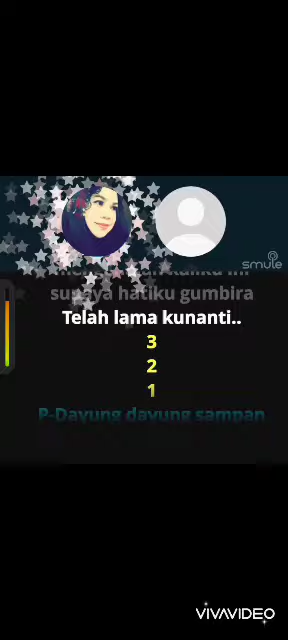 smule
supaya hatiku gumbira
Telah lama kunanti..
3
2
1
P-Dayung dayung sampan
VIVAVIDEO